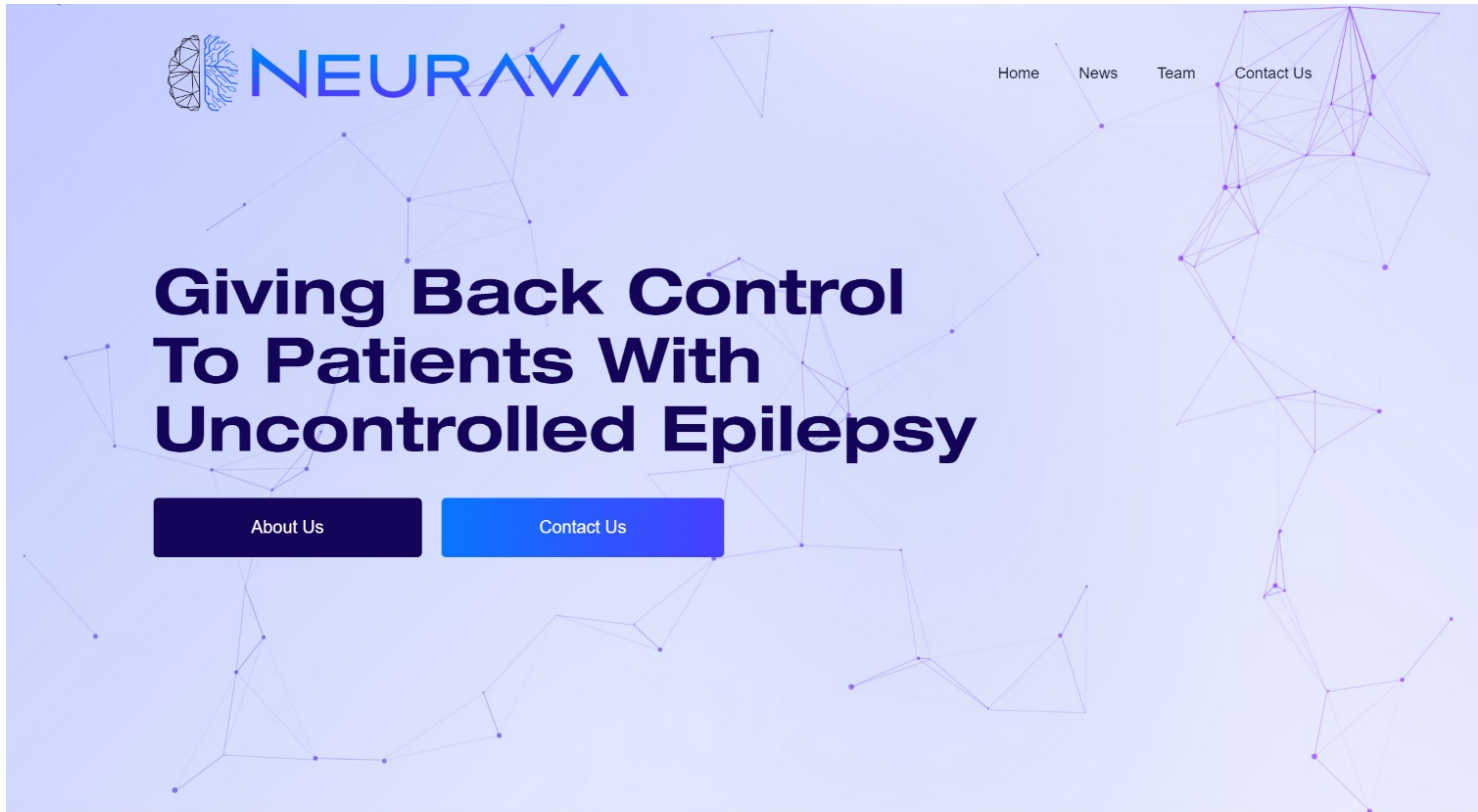 NEURAVA
Home News Team Contact Us
Giving Back Control
To Patients With
Uncontrolled Epilepsy
About Us Contact Us